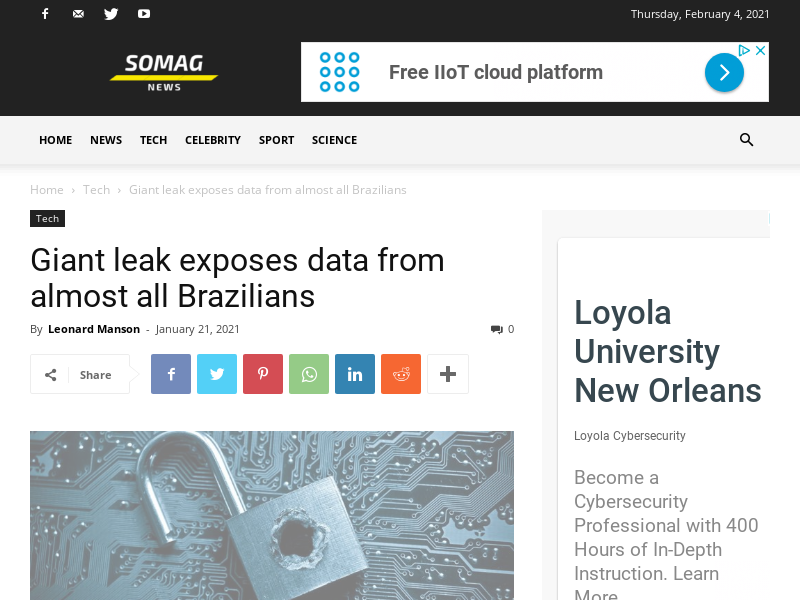 Thursday, February 4, 2021
SOMAG
NEWS
Free IIoT cloud platform
HOME NEWS TECH CELEBRITY SPORT SCIENCE
Home › Tech › Giant leak exposes data from almost all Brazilians
Tech
Giant leak exposes data from
almost all Brazilians
By Leonard Manson - January 21, 2021 0
Share
Loyola
University
New Orleans
Loyola Cybersecurity
Become a
Cybersecurity
Professional with 400
Hours of In-Depth
Instruction. Learn
More